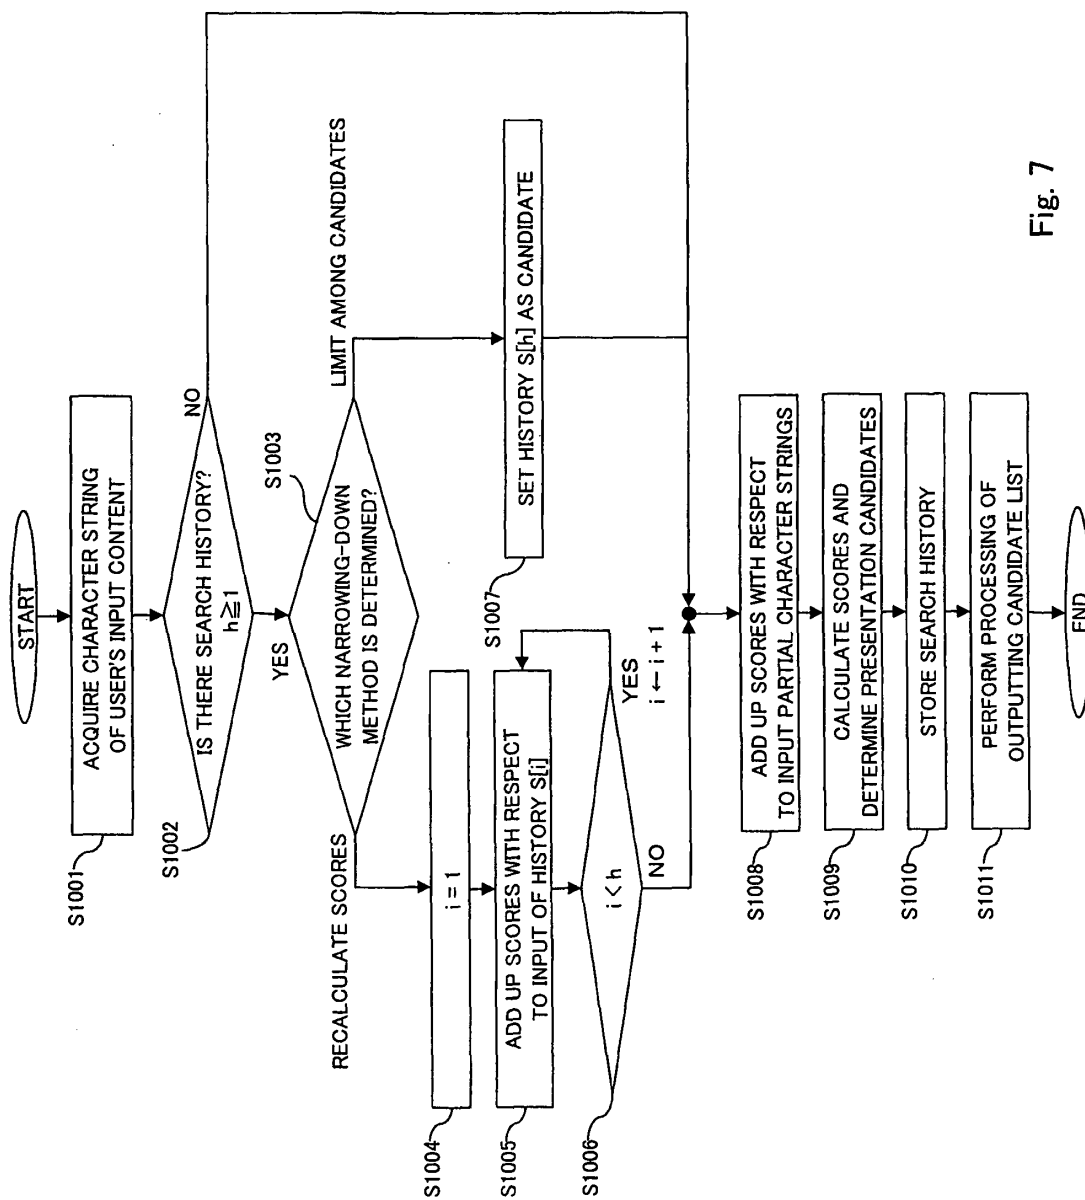 START
S1001
ACQUIRE CHARACTER STRING
OF USER'S INPUT CONTENT
S1002
IS THERE SEARCH HISTORY?
h≧1
NO
YES
S1003
WHICH NARROWING-DOWN
METHOD IS DETERMINED?
RECALCULATE SCORES
LIMIT AMONG CANDIDATES
S1004
i = 1
S1005
ADD UP SCORES WITH RESPECT
TO INPUT OF HISTORY S[i]
S1006
i < h
YES
i ← i + 1
NO
S1007
SET HISTORY S[h] AS CANDIDATE
S1008
ADD UP SCORES WITH RESPECT
TO INPUT PARTIAL CHARACTER STRINGS
S1009
CALCULATE SCORES AND
DETERMINE PRESENTATION CANDIDATES
S1010
STORE SEARCH HISTORY
S1011
PERFORM PROCESSING OF
OUTPUTTING CANDIDATE LIST
END
Fig. 7